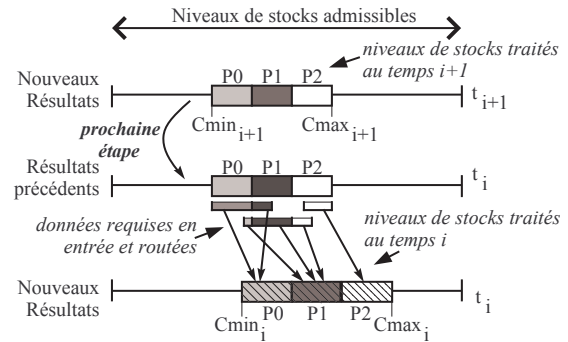 Niveaux de stocks admissibles
niveaux de stocks traités
au temps i+1
P0 P1 P2
Nouveaux
Résultats
t i+1
Cmin i+1 Cmax i+1
prochaine
étape
P0 P1 P2
Résultats
précédents
t i
données requises en
entrée et routées
niveaux de stocks traités
au temps i
Nouveaux
Résultats
t i
Cmin i P0 P1 P2 Cmax i